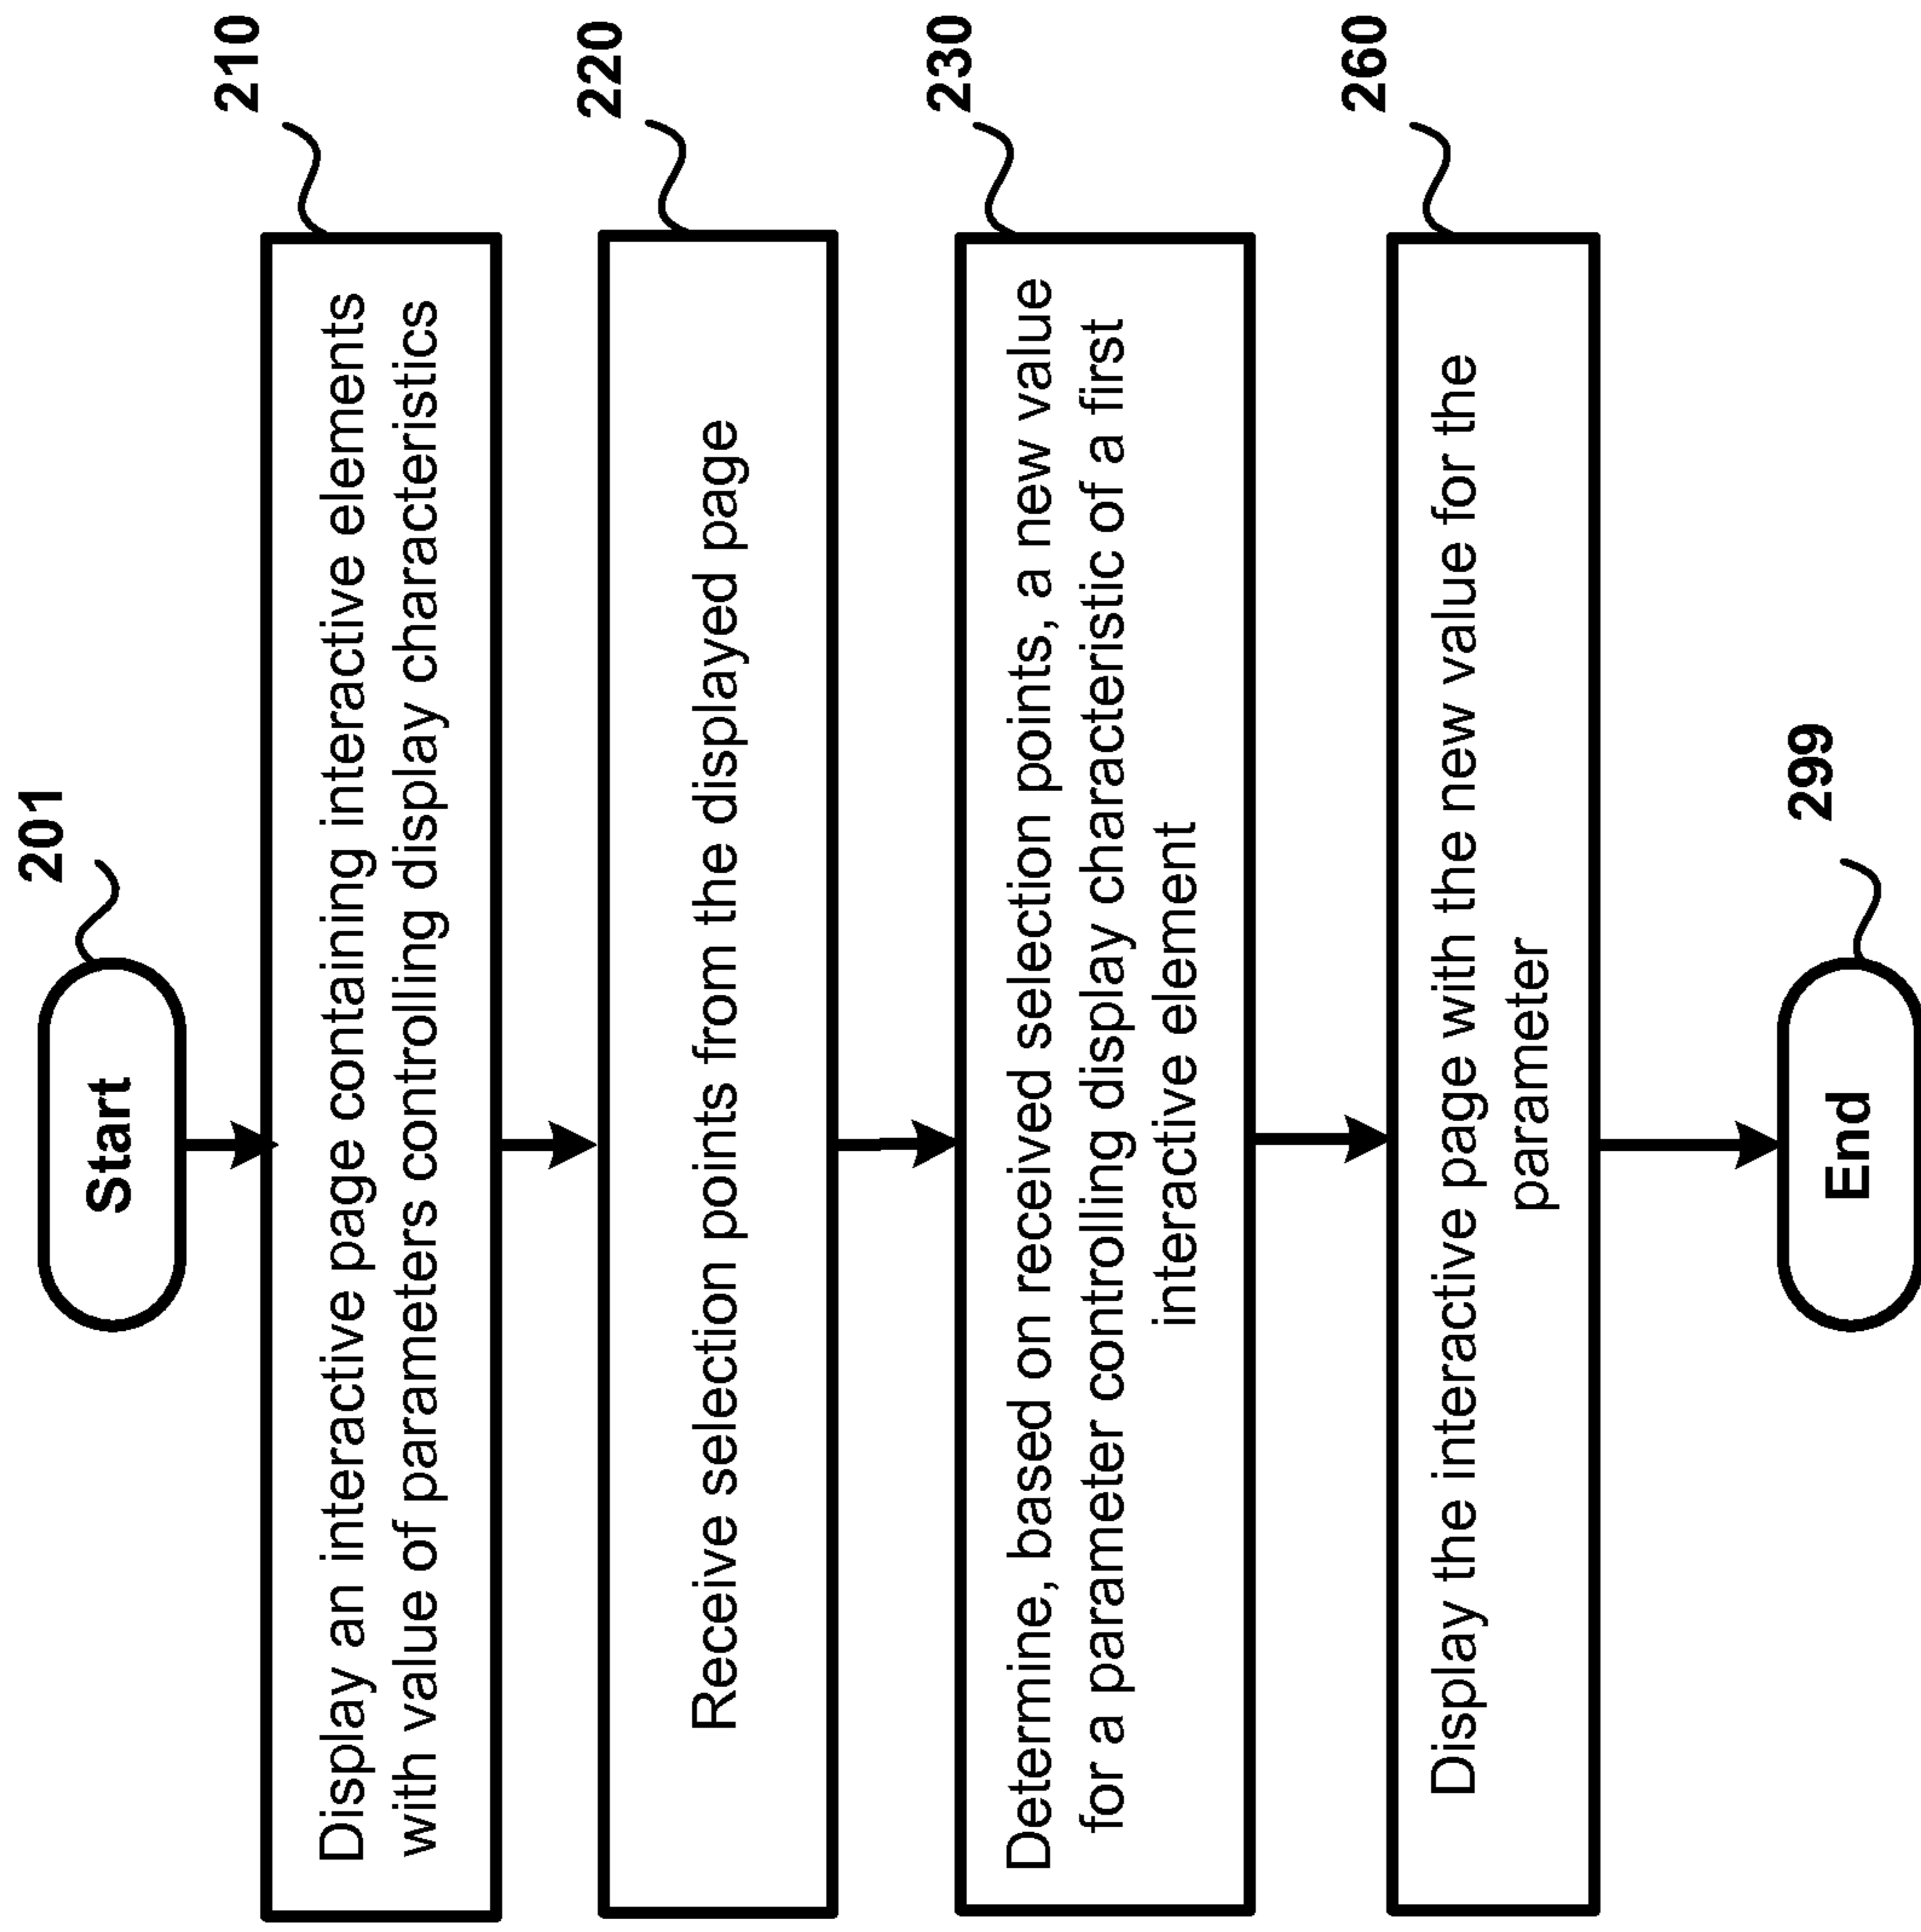 201
Start
210
Display an interactive page containing interactive elements
with value of parameters controlling display characteristics
220
Receive selection points from the displayed page
230
Determine, based on received selection points, a new value
for a parameter controlling display characteristic of a first
interactive element
260
Display the interactive page with the new value for the
parameter
299
End